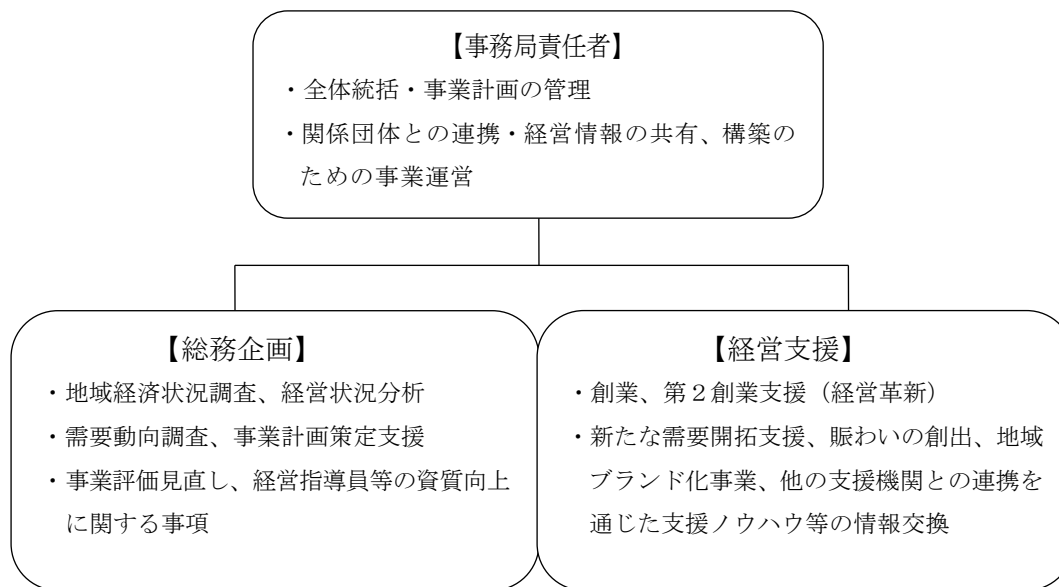 【事務局責任者】
・全体統括・事業計画の管理
・関係団体との連携・経営情報の共有、構築の
ための事業運営
【総務企画】
・地域経済状況調査、経営状況分析
・需要動向調査、事業計画策定支援
・事業評価見直し、経営指導員等の資質向上
に関する事項
【経営支援】
・創業、第２創業支援（経営革新）
・新たな需要開拓支援、賑わいの創出、地域
ブランド化事業、他の支援機関との連携を
通じた支援ノウハウ等の情報交換